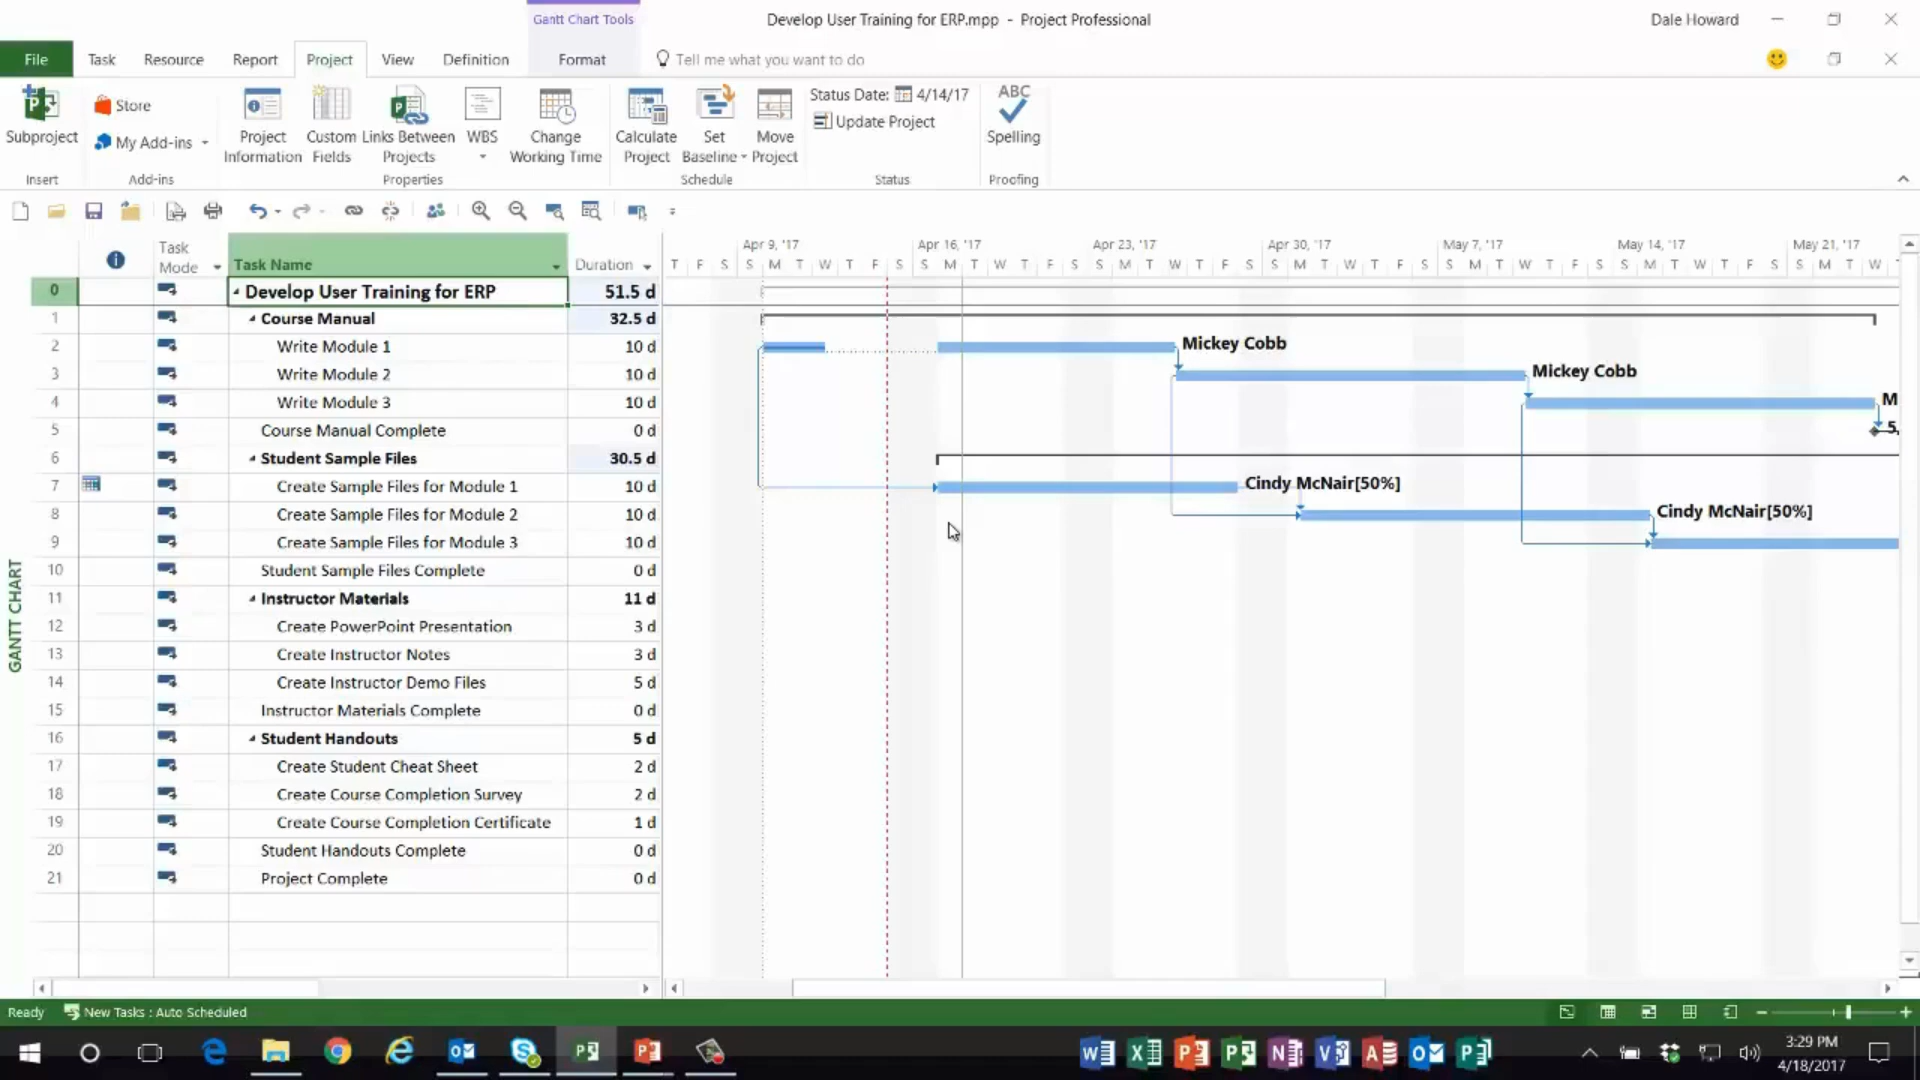 Gantt Chart Tools
Develop User Training for ERP.mpp - Project Professional
Dale Howard
File Task Resource Report Project View Definition Format Tell me what you want to do
Subproject
Store
My Add-ins
Project Information
Custom Fields
Links Between Projects
WBS
Change Working Time
Calculate Project
Set Baseline
Move Project
Status Date: 4/14/17
Update Project
ABC
Spelling
Insert Add-ins Properties Schedule Status Proofing
Task Mode Task Name Duration
Apr 9, '17 Apr 16, '17 Apr 23, '17 Apr 30, '17 May 7, '17 May 14, '17 May 21, '17
T F S S M T W T F S S M T W T F S S M T W T F S S M T W T F S S M T W T F S S M T W T F S S M T W
0 Develop User Training for ERP 51.5 d
1 Course Manual 32.5 d
2 Write Module 1 10 d Mickey Cobb
3 Write Module 2 10 d Mickey Cobb
4 Write Module 3 10 d M
5 Course Manual Complete 0 d 5,
6 Student Sample Files 30.5 d
7 Create Sample Files for Module 1 10 d Cindy McNair[50%]
8 Create Sample Files for Module 2 10 d Cindy McNair[50%]
9 Create Sample Files for Module 3 10 d
10 Student Sample Files Complete 0 d
11 Instructor Materials 11 d
12 Create PowerPoint Presentation 3 d
13 Create Instructor Notes 3 d
14 Create Instructor Demo Files 5 d
15 Instructor Materials Complete 0 d
16 Student Handouts 5 d
17 Create Student Cheat Sheet 2 d
18 Create Course Completion Survey 2 d
19 Create Course Completion Certificate 1 d
20 Student Handouts Complete 0 d
21 Project Complete 0 d
GANTT CHART
Ready New Tasks : Auto Scheduled
3:29 PM
4/18/2017